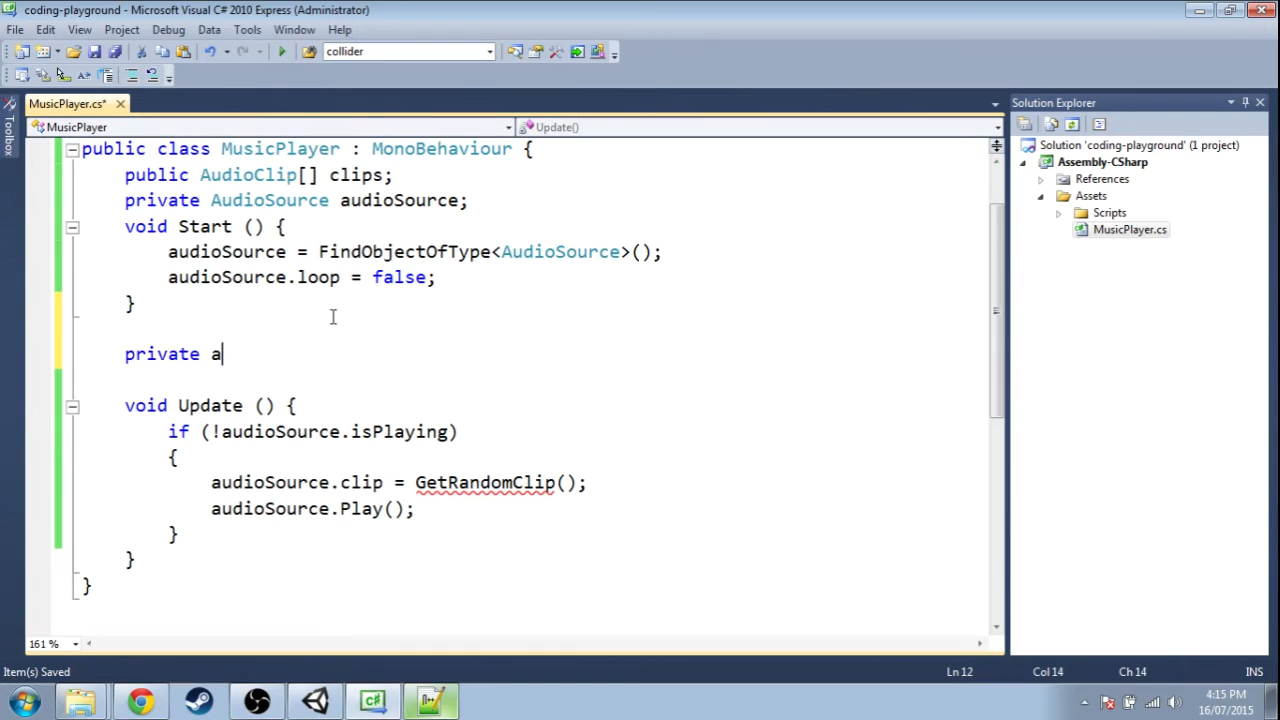 coding-playground - Microsoft Visual C# 2010 Express (Administrator)
File Edit View Project Debug Data Tools Window Help
collider
MusicPlayer.cs*
Solution Explorer
MusicPlayer
Update()
Toolbox
public class MusicPlayer : MonoBehaviour {
public AudioClip[] clips;
private AudioSource audioSource;
void Start () {
audioSource = FindObjectOfType<AudioSource>();
audioSource.loop = false;
}
private a
void Update () {
if (!audioSource.isPlaying)
{
audioSource.clip = GetRandomClip();
audioSource.Play();
}
}
}
Solution 'coding-playground' (1 project)
Assembly-CSharp
References
Assets
Scripts
MusicPlayer.cs
161 %
Item(s) Saved
Ln 12 Col 14 Ch 14 INS
4:15 PM
16/07/2015